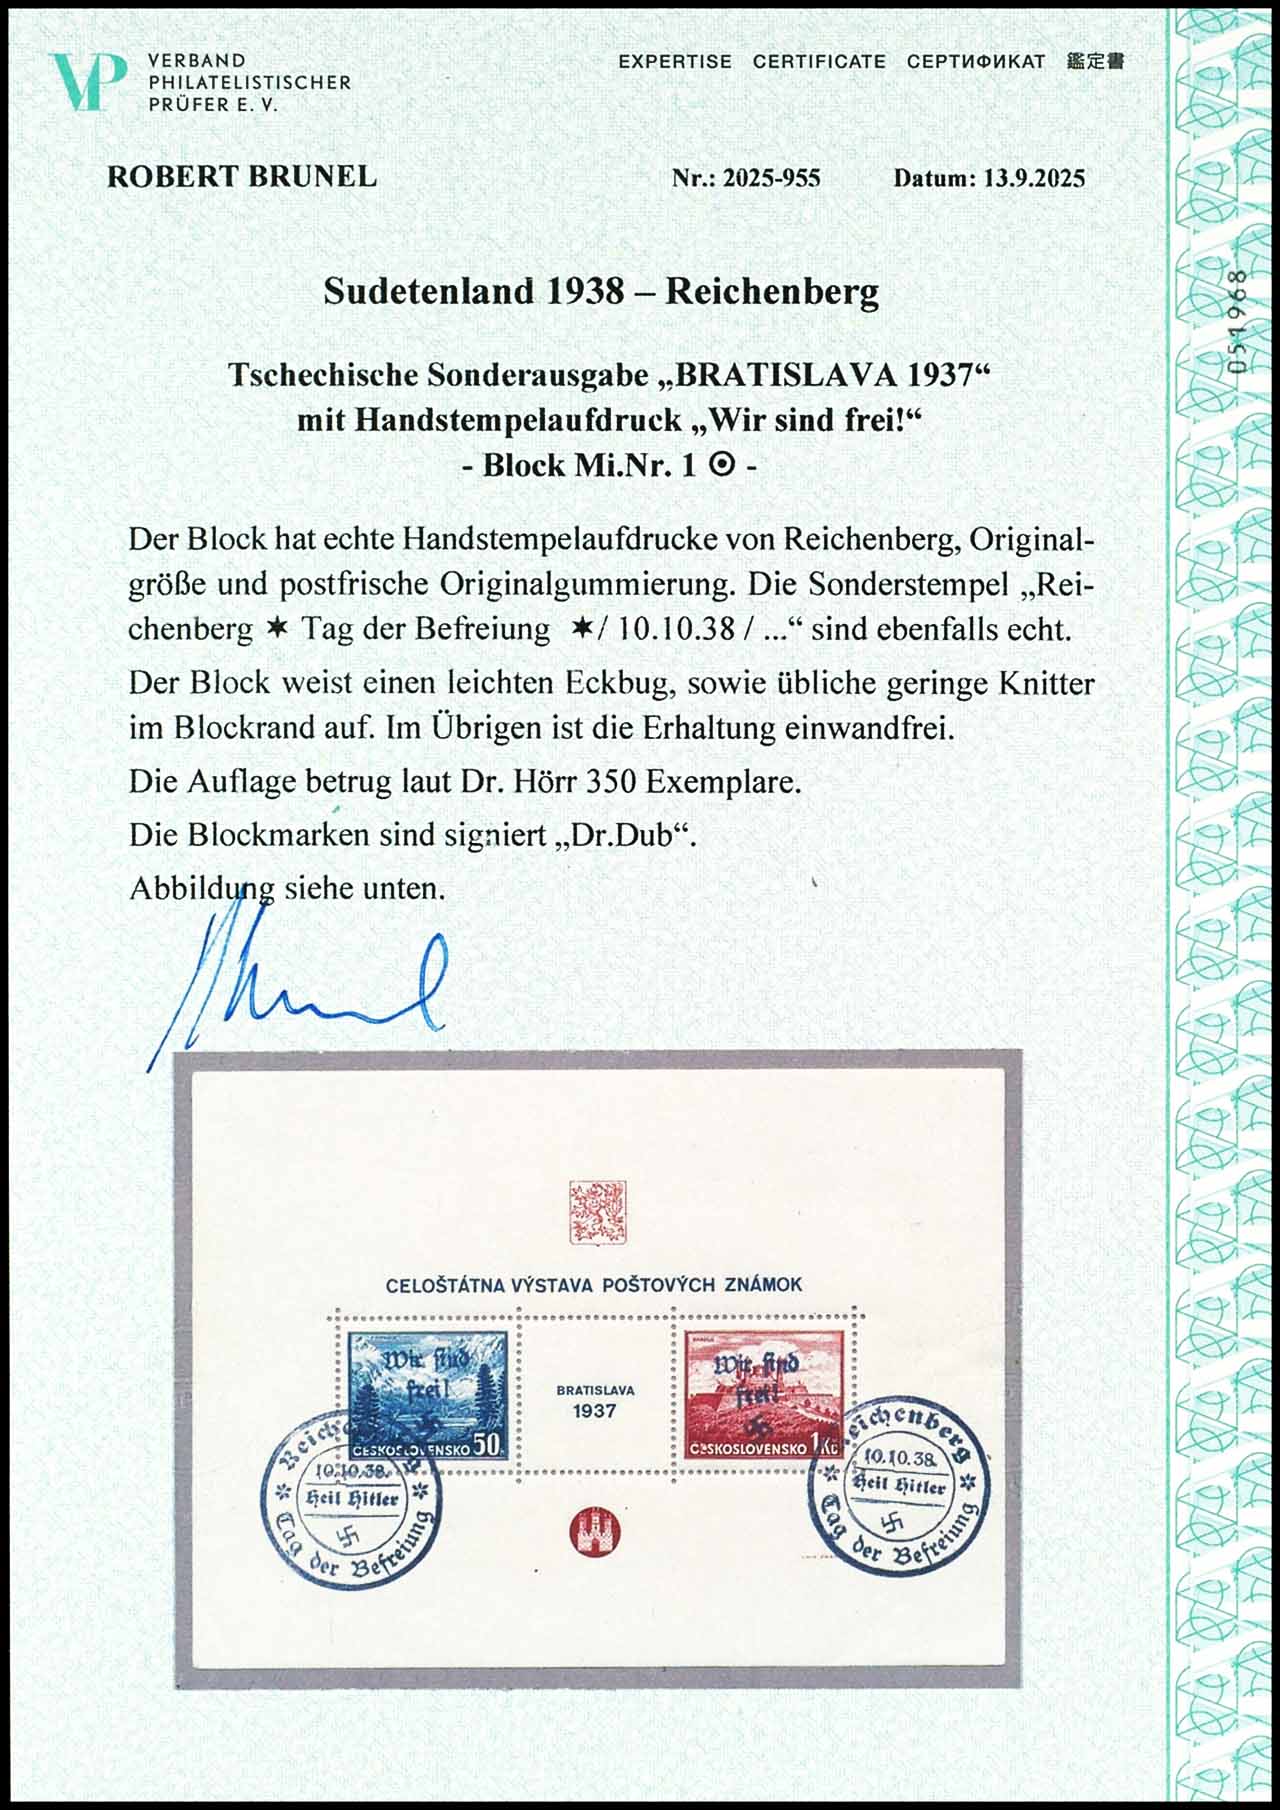 VP VERBAND
PHILATELISTISCHER
PRÜFER E. V.
EXPERTISE CERTIFICATE СЕРТИФИКАТ 鑑定書
ROBERT BRUNEL
Nr.: 2025-955
Datum: 13.9.2025
051968
Sudetenland 1938 – Reichenberg
Tschechische Sonderausgabe „BRATISLAVA 1937“
mit Handstempelaufdruck „Wir sind frei!“
- Block Mi.Nr. 1 ⊙ -
Der Block hat echte Handstempelaufdrucke von Reichenberg, Original-
größe und postfrische Originalgummierung. Die Sonderstempel „Rei-
chenberg ✶ Tag der Befreiung ✶/ 10.10.38 / ...“ sind ebenfalls echt.
Der Block weist einen leichten Eckbug, sowie übliche geringe Knitter
im Blockrand auf. Im Übrigen ist die Erhaltung einwandfrei.
Die Auflage betrug laut Dr. Hörr 350 Exemplare.
Die Blockmarken sind signiert „Dr.Dub“.
Abbildung siehe unten.
CELOŠTÁTNA VÝSTAVA POŠTOVÝCH ZNÁMOK
Wir sind
frei!
ČESKOSLOVENSKO 50
BRATISLAVA
1937
Wir sind
frei!
ČESKOSLOVENSKO 1Kč
Reichenberg
10.10.38.
Heil Hitler
* Tag der Befreiung *
Reichenberg
10.10.38.
Heil Hitler
* Tag der Befreiung *